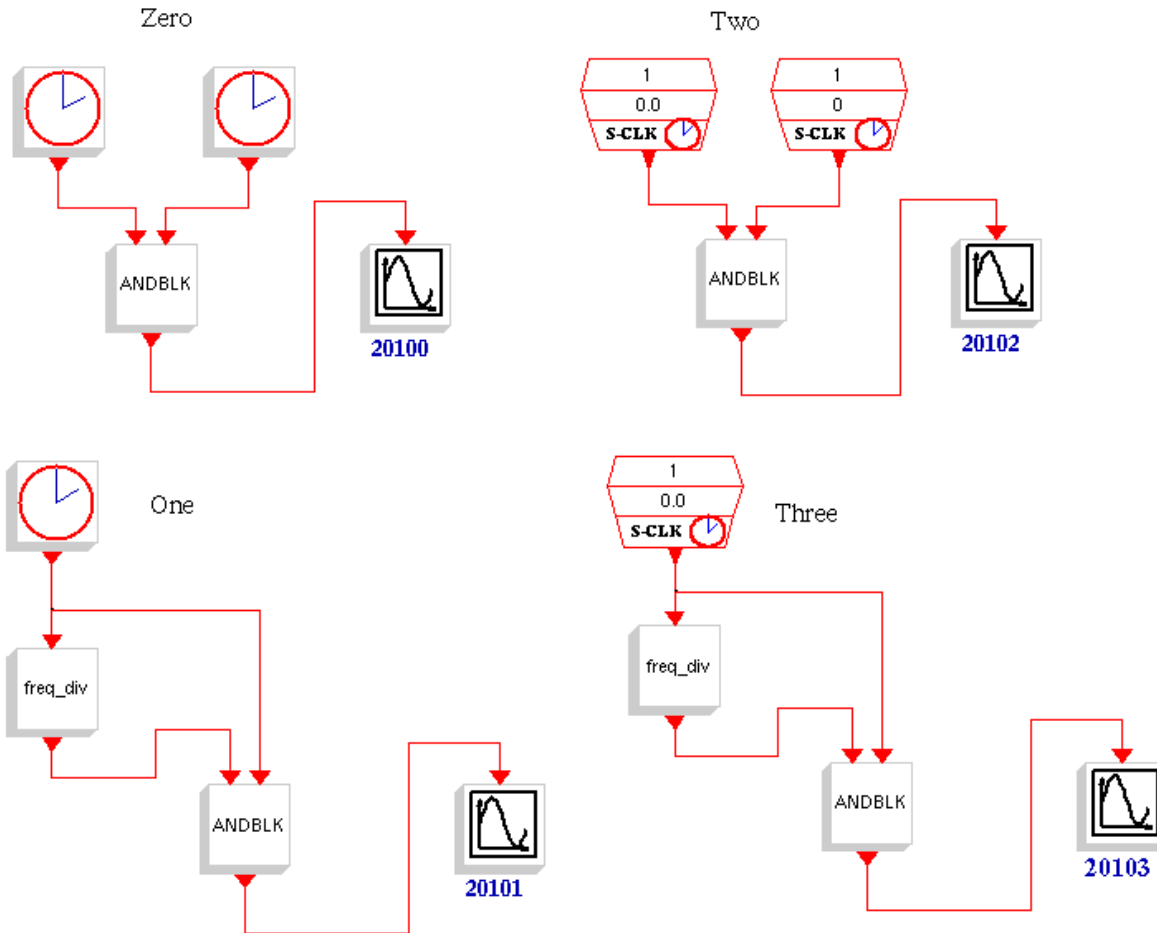 Zero
ANDBLK
20100
Two
1
0.0
S-CLK
1
0
S-CLK
ANDBLK
20102
One
freq_div
ANDBLK
20101
1
0.0
S-CLK
Three
freq_div
ANDBLK
20103